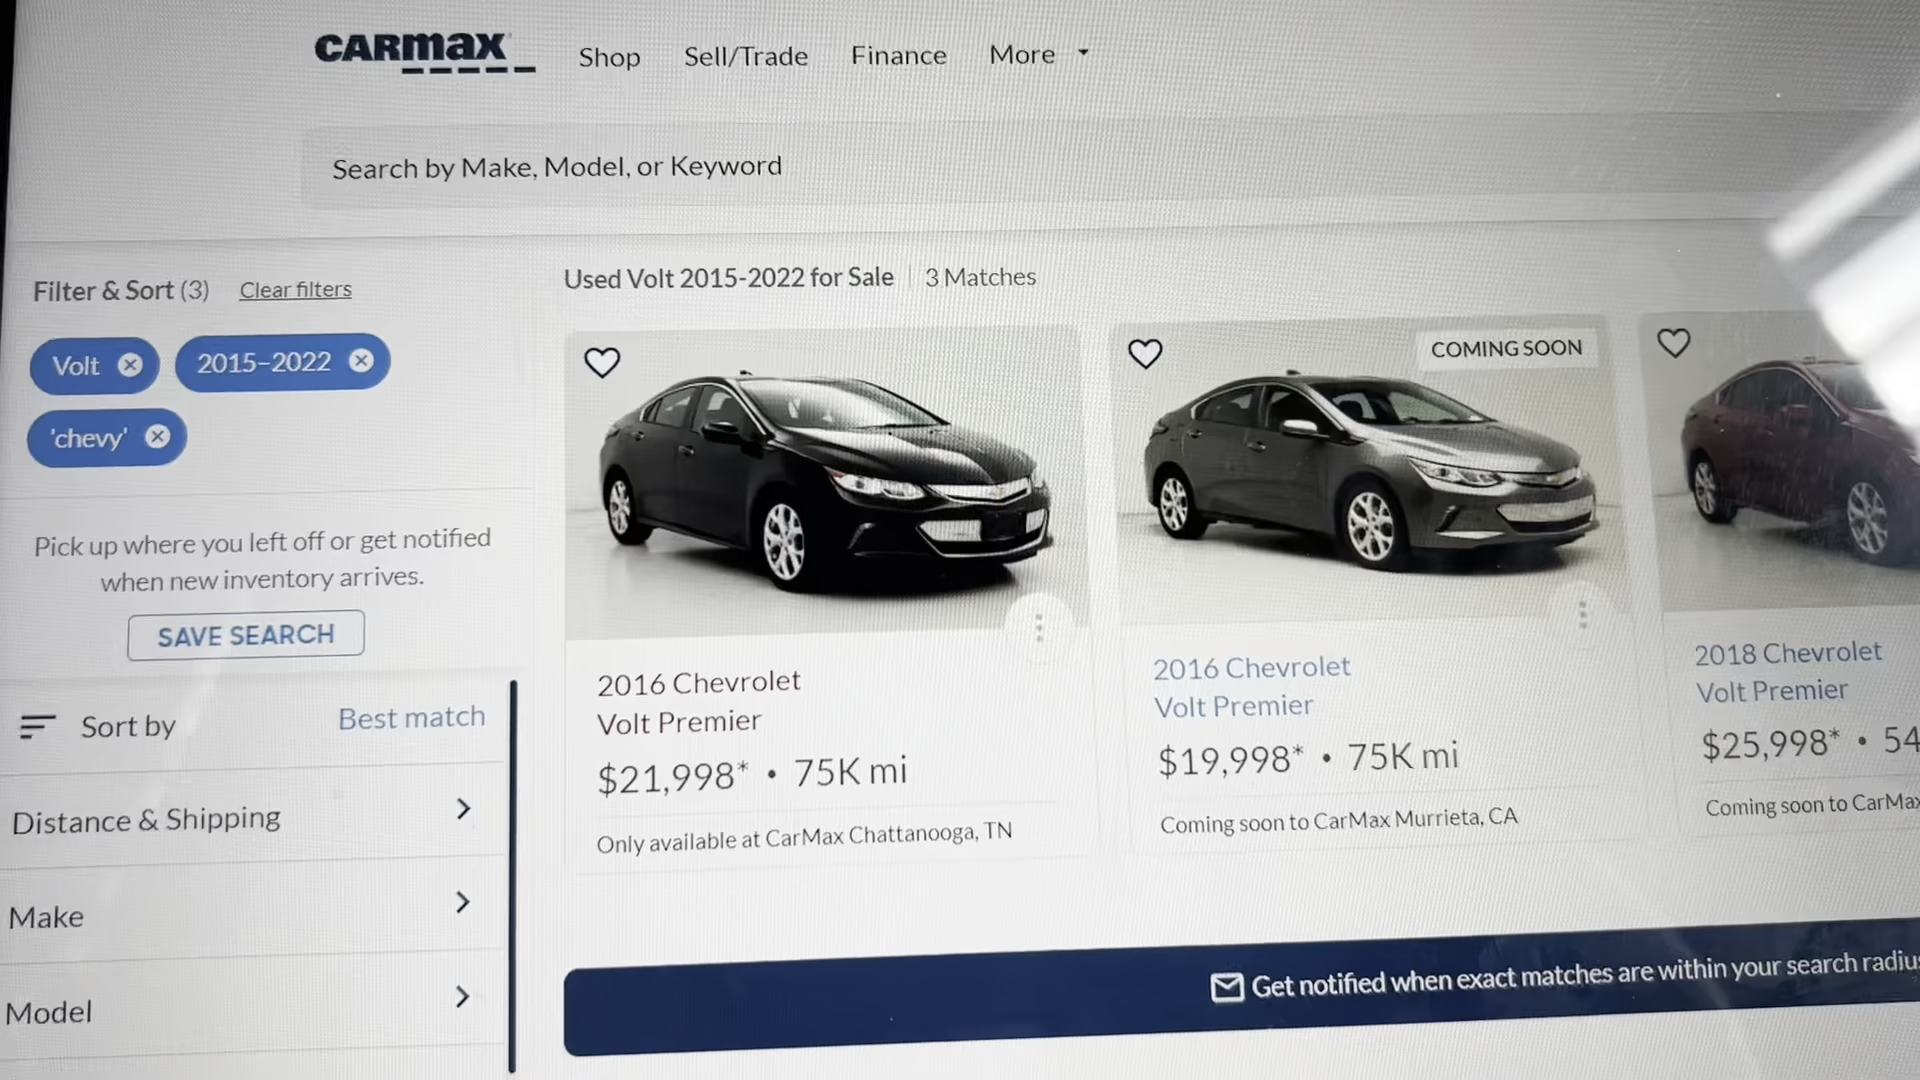 CARMAX
Shop Sell/Trade Finance More
Search by Make, Model, or Keyword
Filter & Sort (3) Clear filters
Volt 2015-2022
'chevy'
Pick up where you left off or get notified
when new inventory arrives.
SAVE SEARCH
Sort by Best match
Distance & Shipping
Make
Model
Used Volt 2015-2022 for Sale | 3 Matches
2016 Chevrolet
Volt Premier
$21,998* • 75K mi
Only available at CarMax Chattanooga, TN
COMING SOON
2016 Chevrolet
Volt Premier
$19,998* • 75K mi
Coming soon to CarMax Murrieta, CA
2018 Chevrolet
Volt Premier
$25,998* • 54
Coming soon to CarMax
Get notified when exact matches are within your search radius